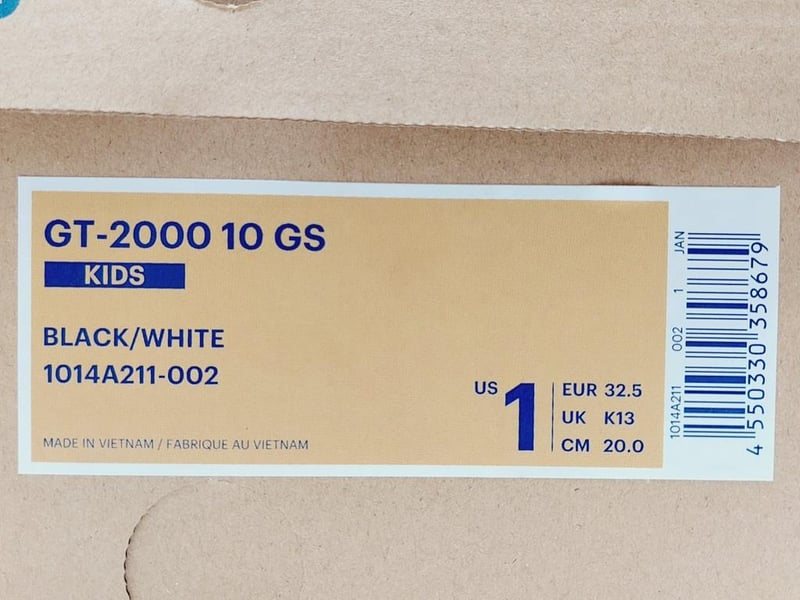 GT-2000 10 GS
KIDS
BLACK/WHITE
1014A211-002
MADE IN VIETNAM / FABRIQUE AU VIETNAM
US 1
EUR 32.5
UK K13
CM 20.0
1014A211 002 1 JAN
4 550330 358679